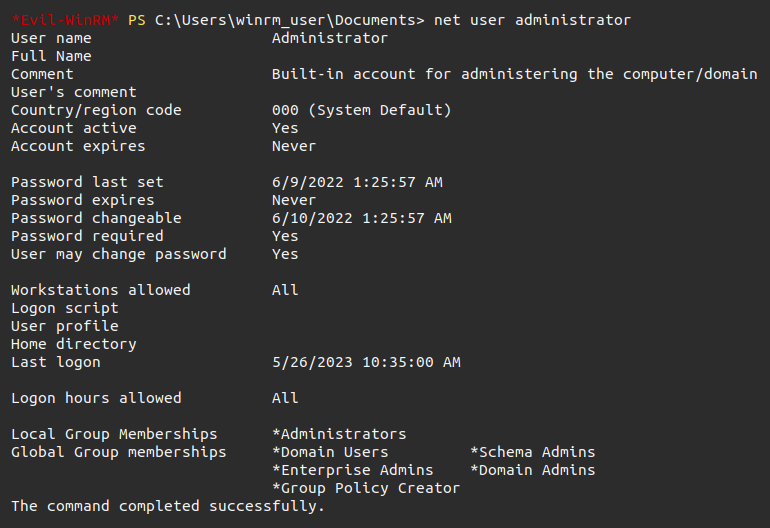 *Evil-WinRM* PS C:\Users\winrm_user\Documents> net user administrator
User name                    Administrator
Full Name
Comment                      Built-in account for administering the computer/domain
User's comment
Country/region code          000 (System Default)
Account active               Yes
Account expires              Never

Password last set            6/9/2022 1:25:57 AM
Password expires             Never
Password changeable          6/10/2022 1:25:57 AM
Password required            Yes
User may change password     Yes

Workstations allowed         All
Logon script
User profile
Home directory
Last logon                   5/26/2023 10:35:00 AM

Logon hours allowed          All

Local Group Memberships      *Administrators
Global Group memberships     *Domain Users         *Schema Admins
                             *Enterprise Admins    *Domain Admins
                             *Group Policy Creator
The command completed successfully.